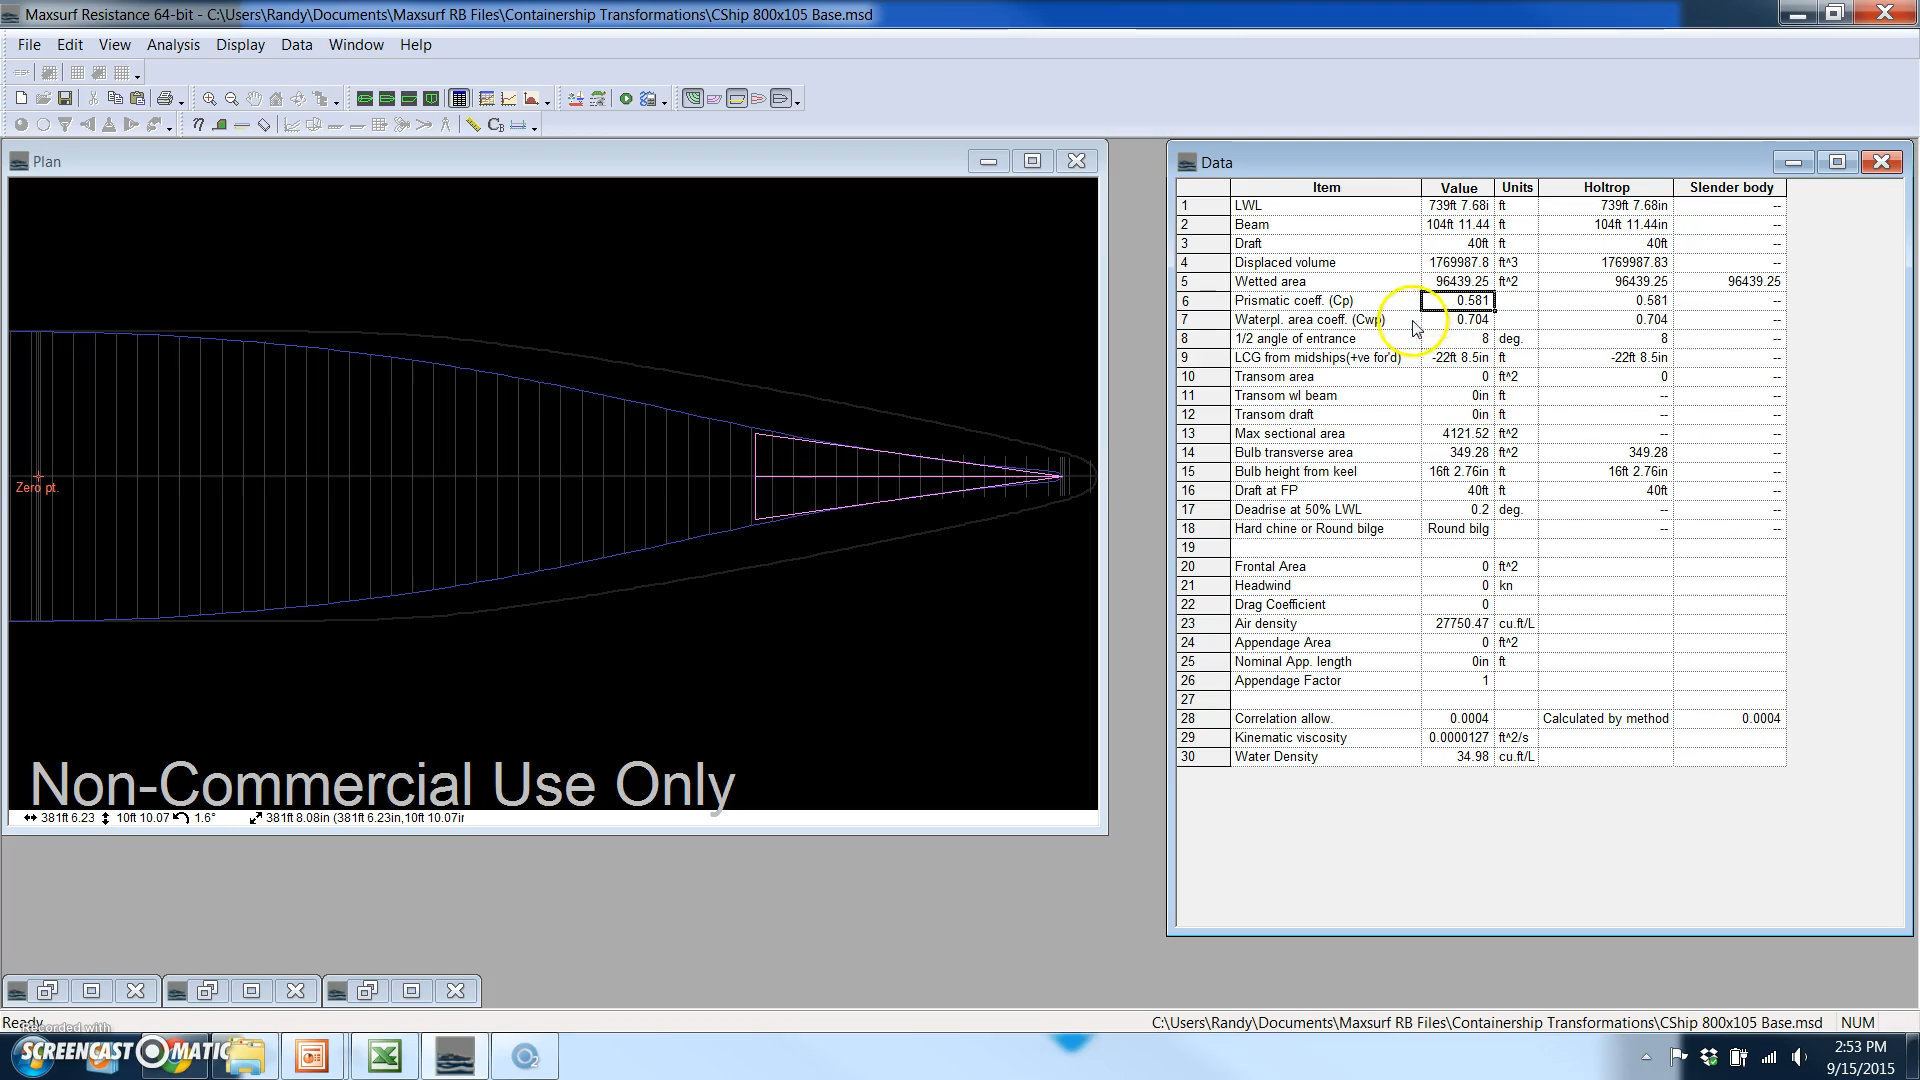 Maxsurf Resistance 64-bit - C:\Users\Randy\Documents\Maxsurf RB Files\Containership Transformations\CShip 800x105 Base.msd
File Edit View Analysis Display Data Window Help
Plan
Zero pt.
Non-Commercial Use Only
381ft 6.23 10ft 10.07 1.6° 381ft 8.08in (381ft 6.23in,10ft 10.07ir
Data
Item Value Units Holtrop Slender body
1 LWL 739ft 7.68i ft 739ft 7.68in --
2 Beam 104ft 11.44 ft 104ft 11.44in --
3 Draft 40ft ft 40ft --
4 Displaced volume 1769987.8 ft^3 1769987.83 --
5 Wetted area 96439.25 ft^2 96439.25 96439.25
6 Prismatic coeff. (Cp) 0.581 0.581 --
7 Waterpl. area coeff. (Cwp) 0.704 0.704 --
8 1/2 angle of entrance 8 deg. 8 --
9 LCG from midships(+ve for'd) -22ft 8.5in ft -22ft 8.5in --
10 Transom area 0 ft^2 0 --
11 Transom wl beam 0in ft -- --
12 Transom draft 0in ft -- --
13 Max sectional area 4121.52 ft^2 -- --
14 Bulb transverse area 349.28 ft^2 349.28 --
15 Bulb height from keel 16ft 2.76in ft 16ft 2.76in --
16 Draft at FP 40ft ft 40ft --
17 Deadrise at 50% LWL 0.2 deg. -- --
18 Hard chine or Round bilge Round bilg -- --
19
20 Frontal Area 0 ft^2
21 Headwind 0 kn
22 Drag Coefficient 0
23 Air density 27750.47 cu.ft/L
24 Appendage Area 0 ft^2
25 Nominal App. length 0in ft
26 Appendage Factor 1
27
28 Correlation allow. 0.0004 Calculated by method 0.0004
29 Kinematic viscosity 0.0000127 ft^2/s
30 Water Density 34.98 cu.ft/L
Ready C:\Users\Randy\Documents\Maxsurf RB Files\Containership Transformations\CShip 800x105 Base.msd NUM
Recorded with
SCREENCAST MATIC
2:53 PM
9/15/2015